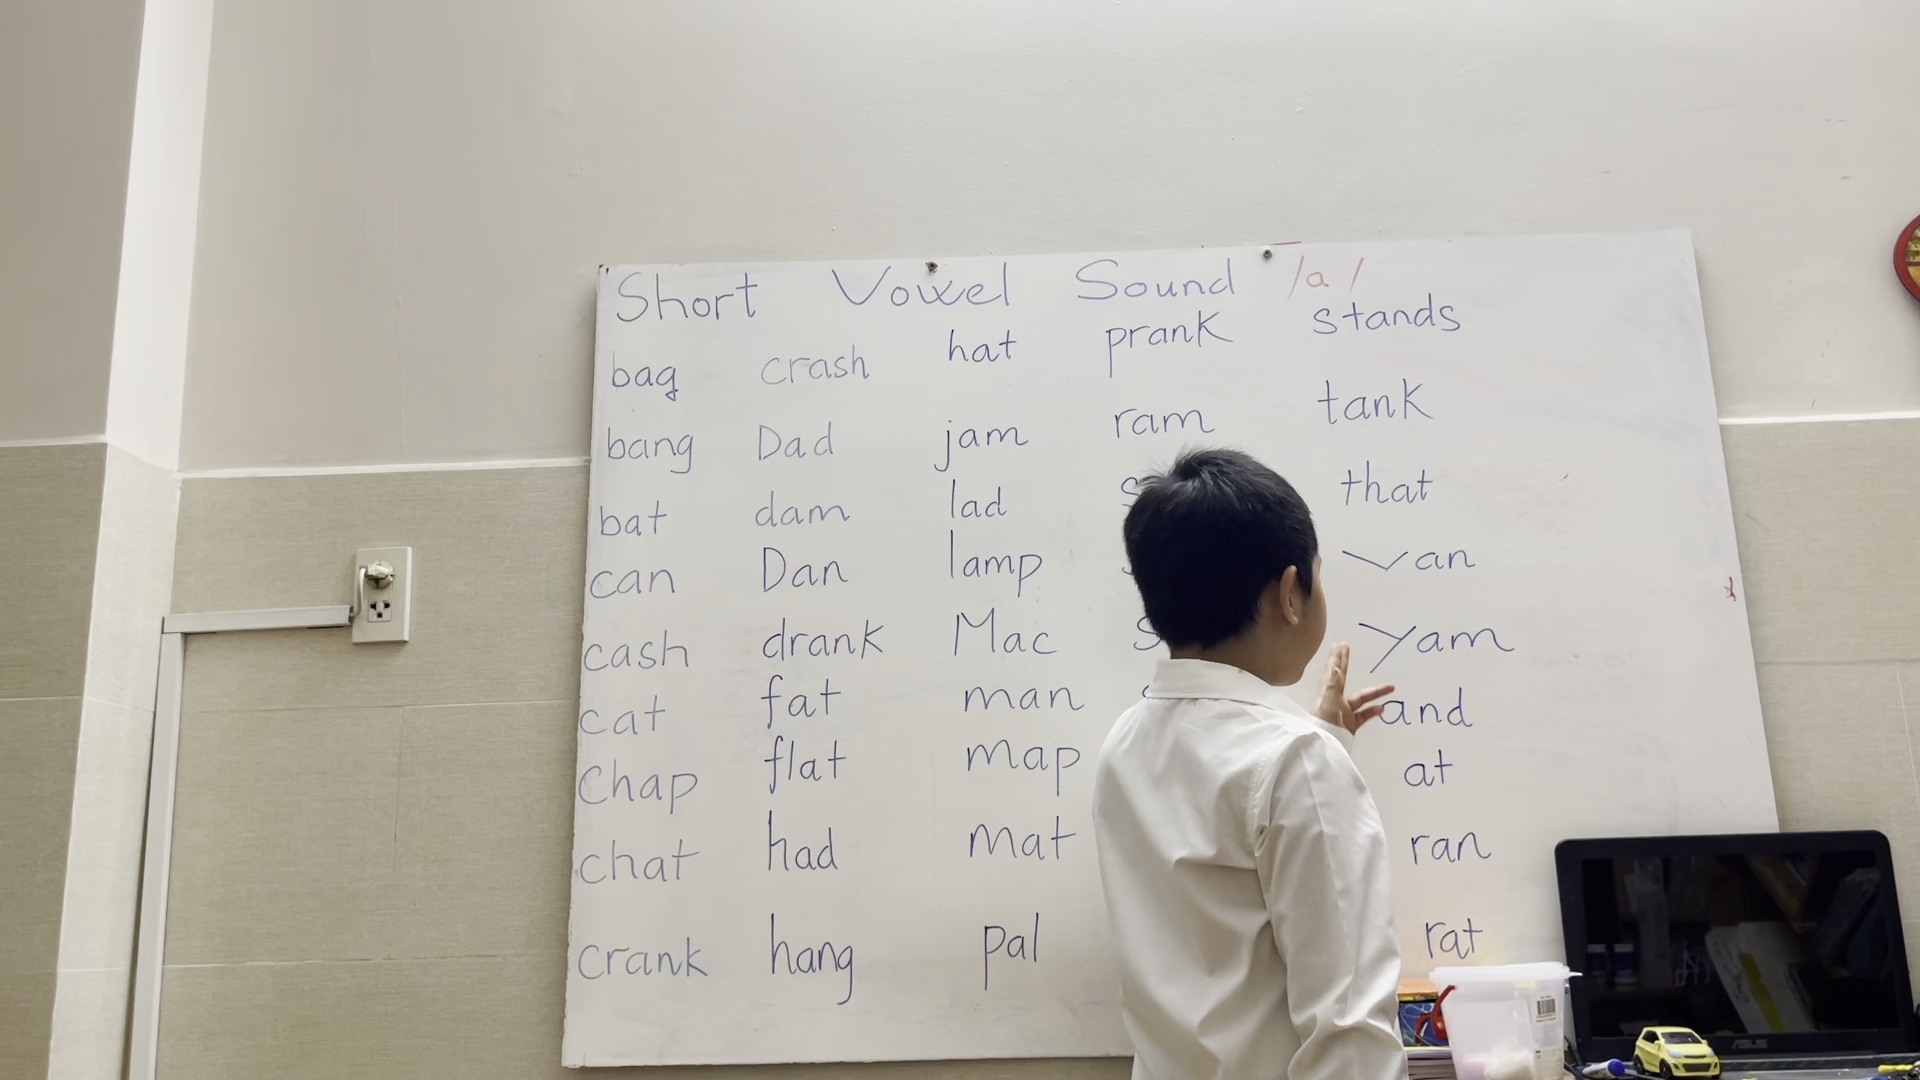 Short Vowel Sound /a/
bag crash hat prank stands
bang Dad jam ram tank
bat dam lad that
can Dan lamp van
cash drank Mac yam
cat fat man and
chap flat map at
chat had mat ran
crank hang pal rat
ASUS